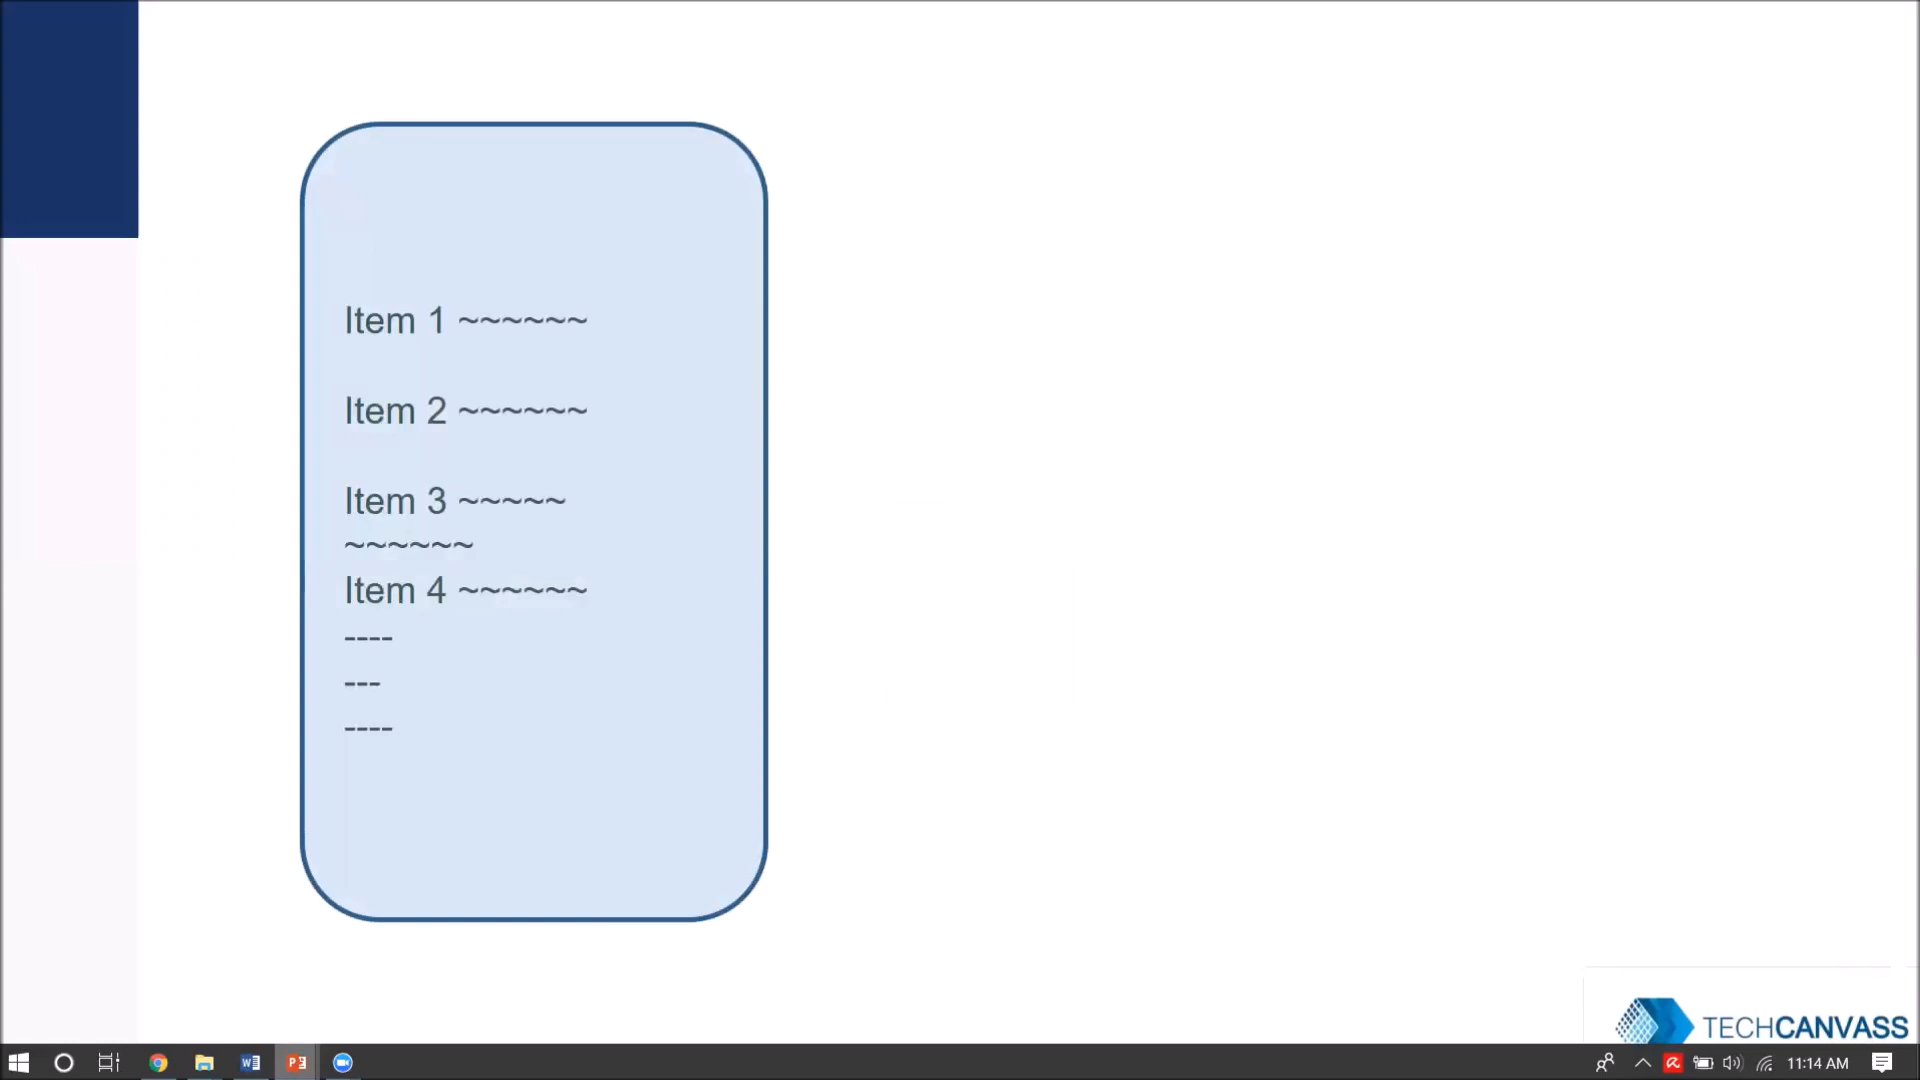 Item 1 ~~~~~~
Item 2 ~~~~~~
Item 3 ~~~~~
~~~~~~
Item 4 ~~~~~~
----
---
----
TECHCANVASS
11:14 AM